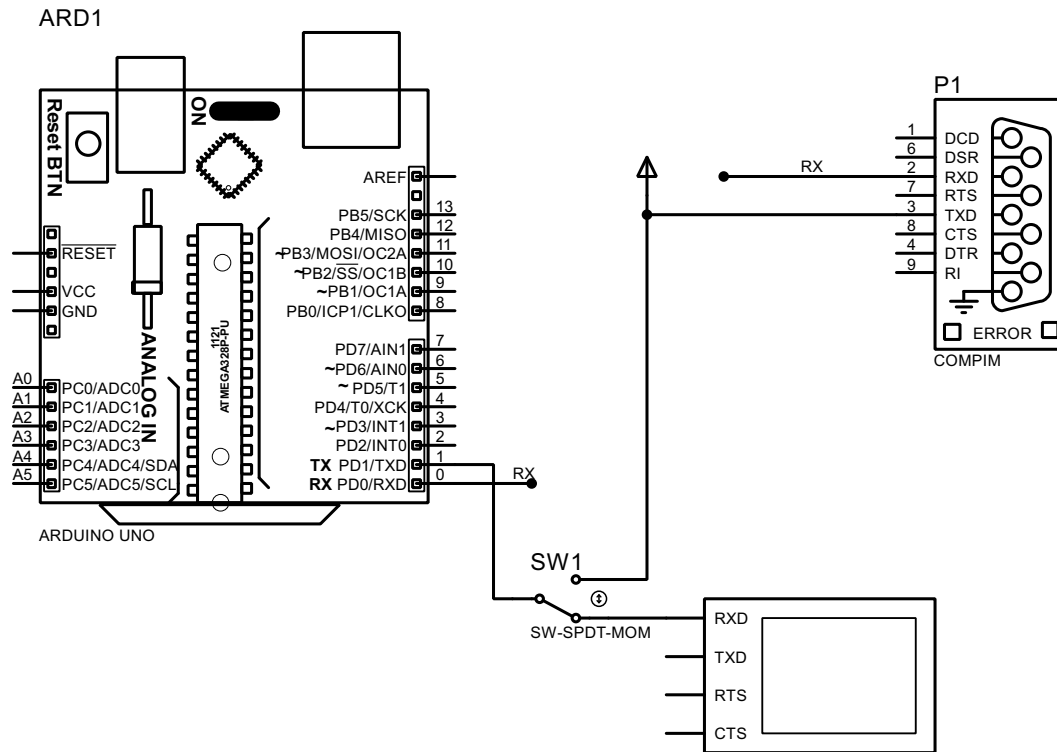 ARD1
ARDUINO UNO
Reset BTN
ON
ANALOG IN
1121
ATMEGA328P-PU
RESET
VCC
GND
A0 PC0/ADC0
A1 PC1/ADC1
A2 PC2/ADC2
A3 PC3/ADC3
A4 PC4/ADC4/SDA
A5 PC5/ADC5/SCL
AREF
PB5/SCK 13
PB4/MISO 12
~PB3/MOSI/OC2A 11
~PB2/SS/OC1B 10
~PB1/OC1A 9
PB0/ICP1/CLKO 8
PD7/AIN1 7
~PD6/AIN0 6
~ PD5/T1 5
PD4/T0/XCK 4
~PD3/INT1 3
PD2/INT0 2
TX PD1/TXD 1
RX PD0/RXD 0
RX
SW1
SW-SPDT-MOM
RX
P1
1 DCD
6 DSR
2 RXD
7 RTS
3 TXD
8 CTS
4 DTR
9 RI
ERROR
COMPIM
RXD
TXD
RTS
CTS